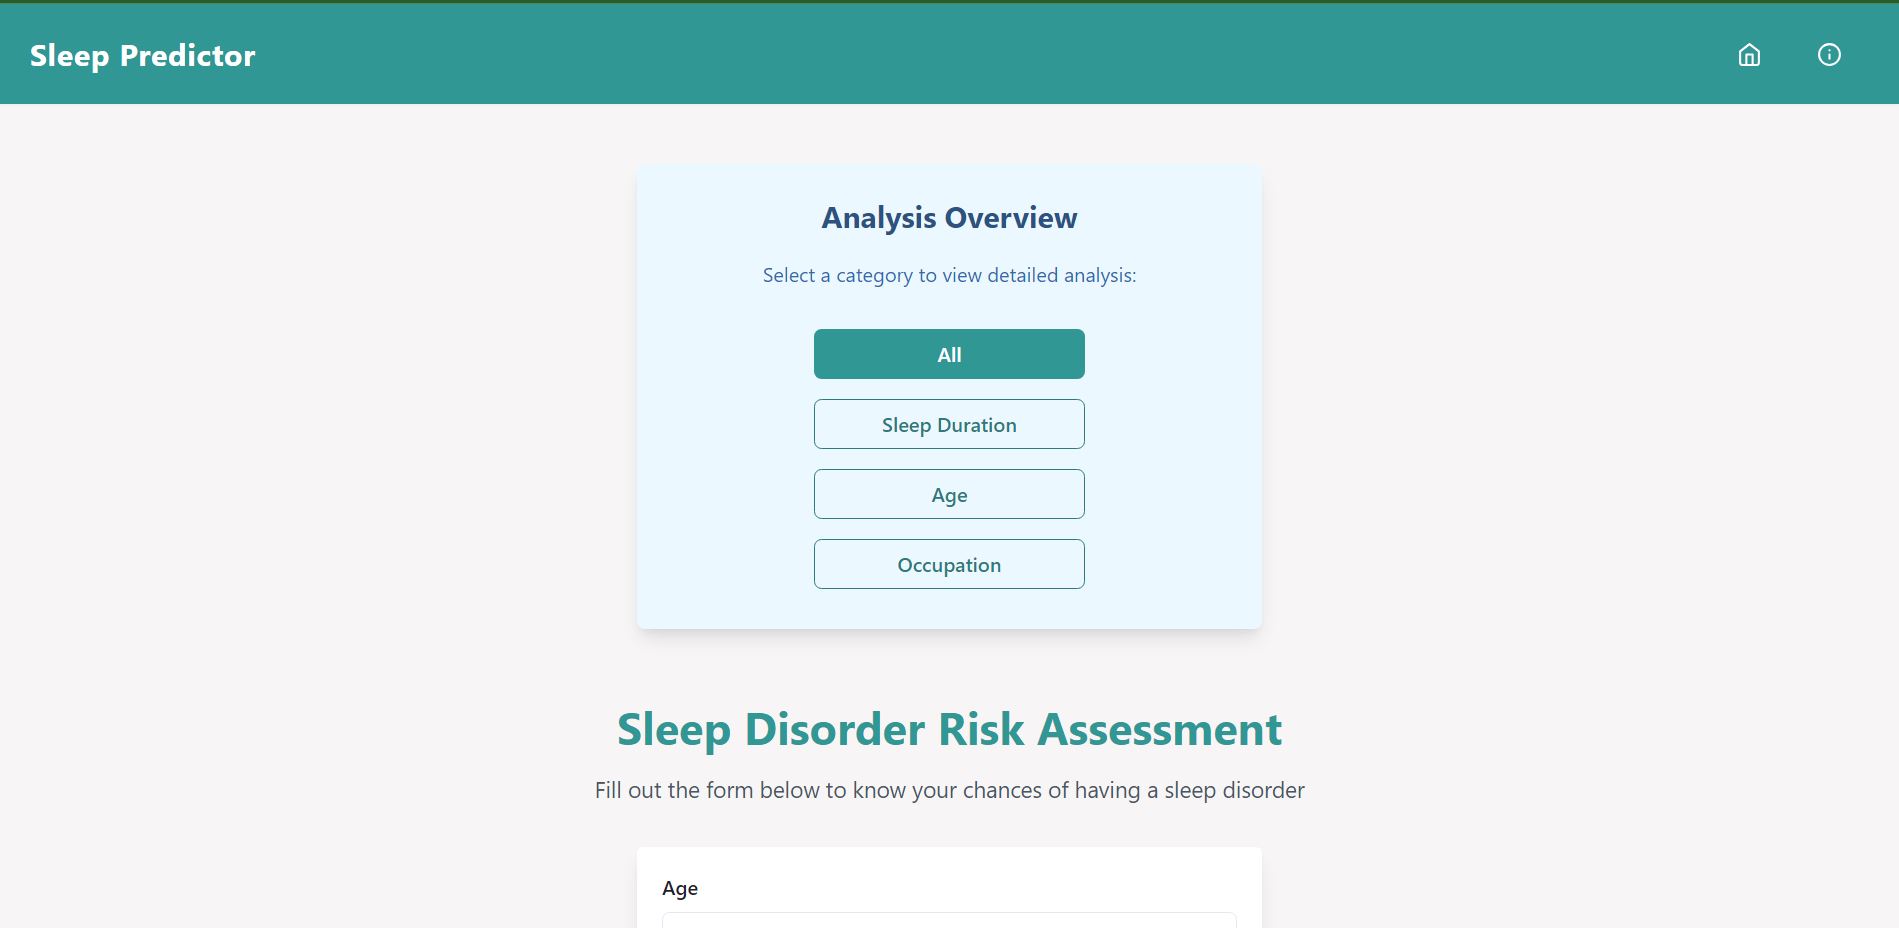 Sleep Predictor
Analysis Overview
Select a category to view detailed analysis:
All
Sleep Duration
Age
Occupation
Sleep Disorder Risk Assessment
Fill out the form below to know your chances of having a sleep disorder
Age